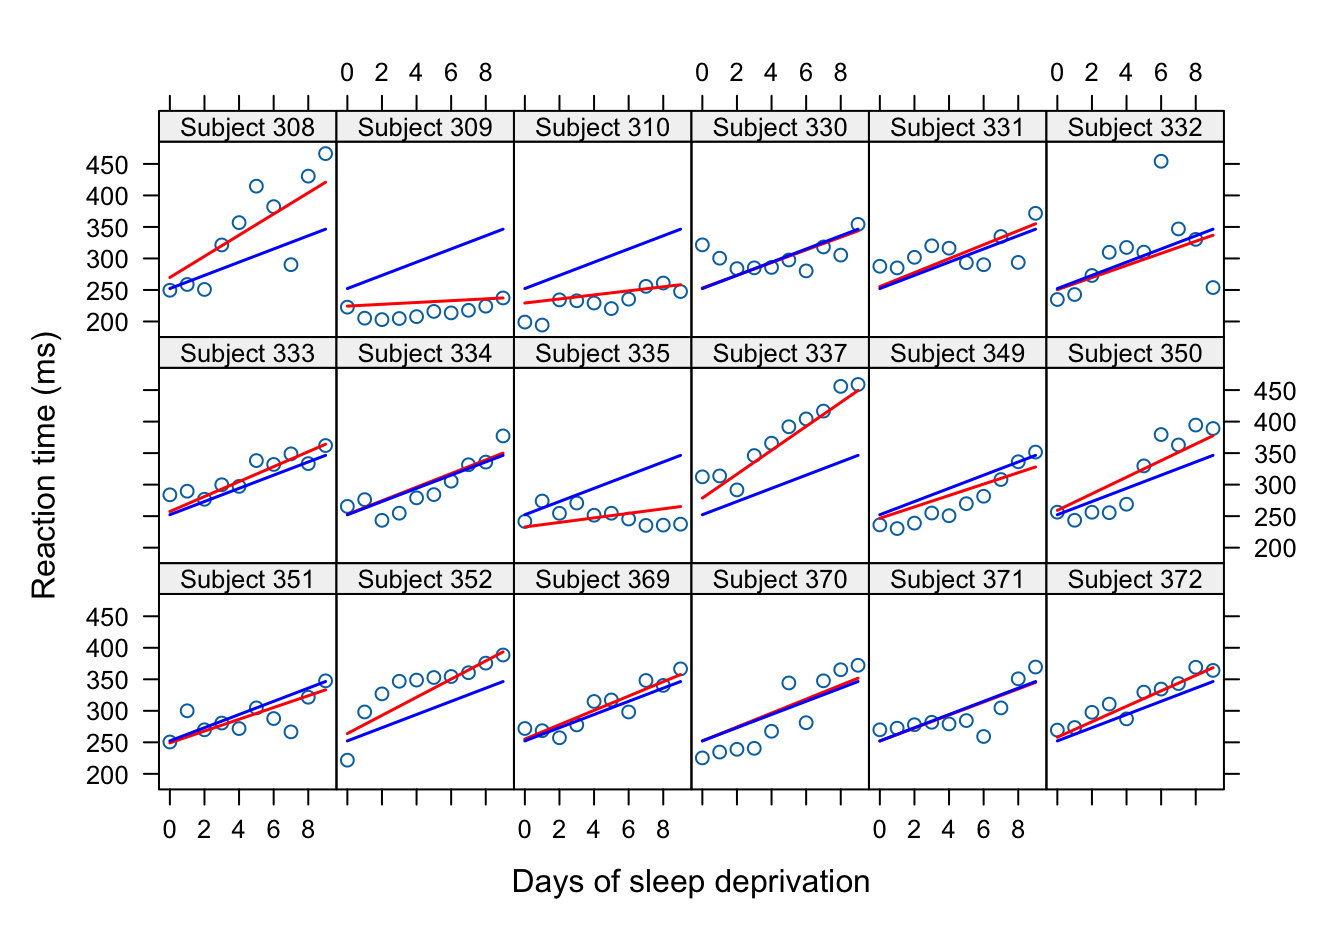 0 2 4 6 8 0 2 4 6 8 0 2 4 6 8
Subject 308 Subject 309 Subject 310 Subject 330 Subject 331 Subject 332
450
400
350
300
250
200
Subject 333 Subject 334 Subject 335 Subject 337 Subject 349 Subject 350
450
400
350
300
250
200
Subject 351 Subject 352 Subject 369 Subject 370 Subject 371 Subject 372
450
400
350
300
250
200
0 2 4 6 8 0 2 4 6 8 0 2 4 6 8
Reaction time (ms)
Days of sleep deprivation